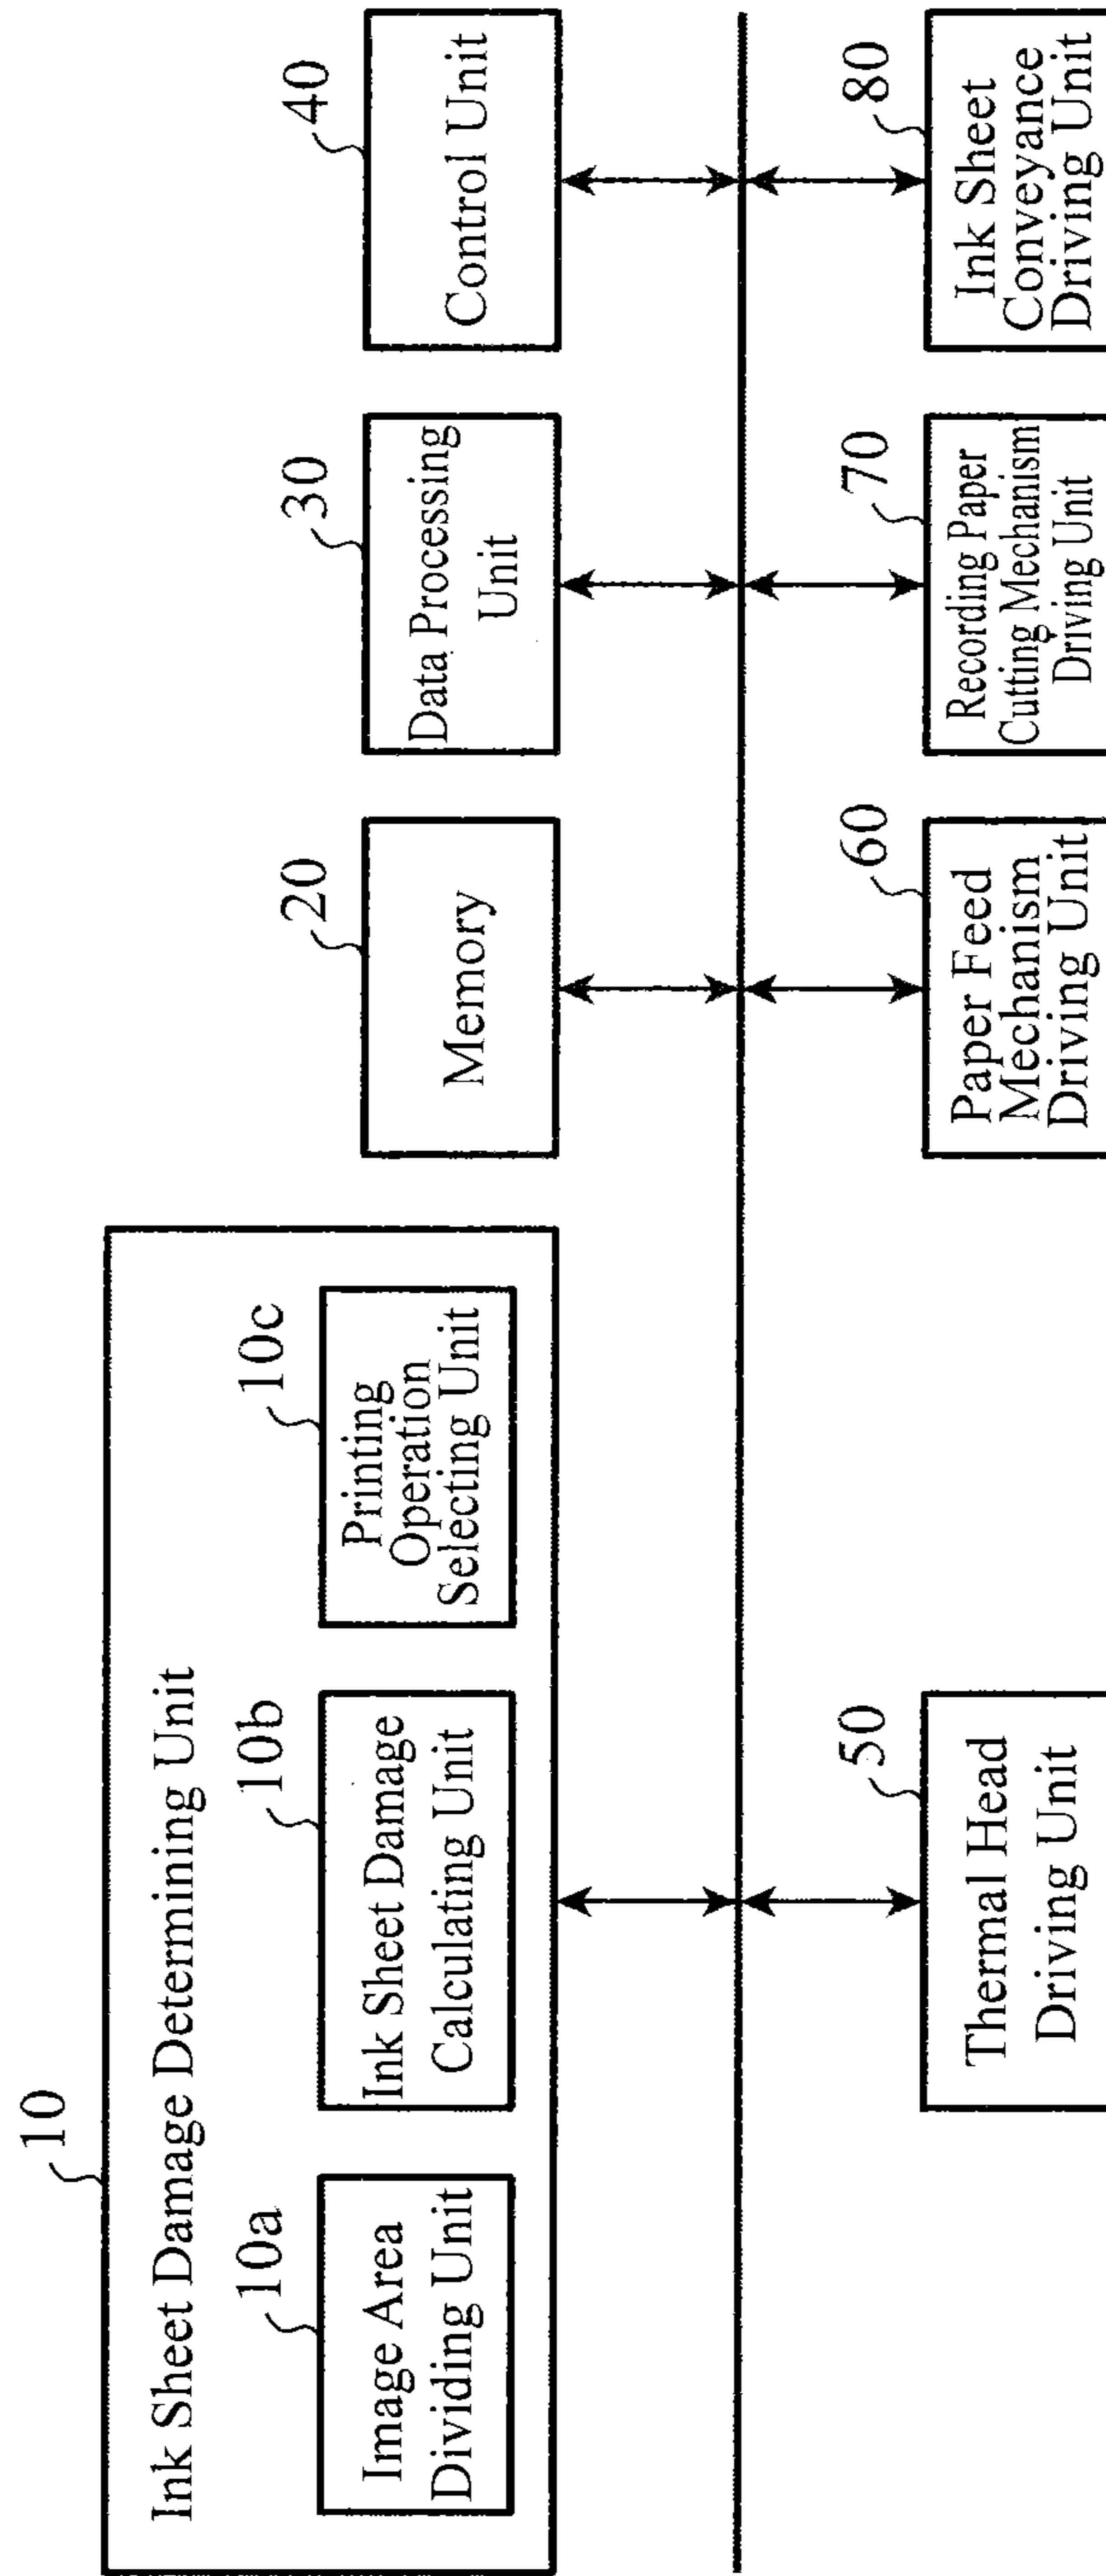 10
Ink Sheet Damage Determining Unit
10a
Image Area
Dividing Unit
10b
Ink Sheet Damage
Calculating Unit
10c
Printing
Operation
Selecting Unit
20
Memory
30
Data Processing
Unit
40
Control Unit
50
Thermal Head
Driving Unit
60
Paper Feed
Mechanism
Driving Unit
70
Recording Paper
Cutting Mechanism
Driving Unit
80
Ink Sheet
Conveyance
Driving Unit